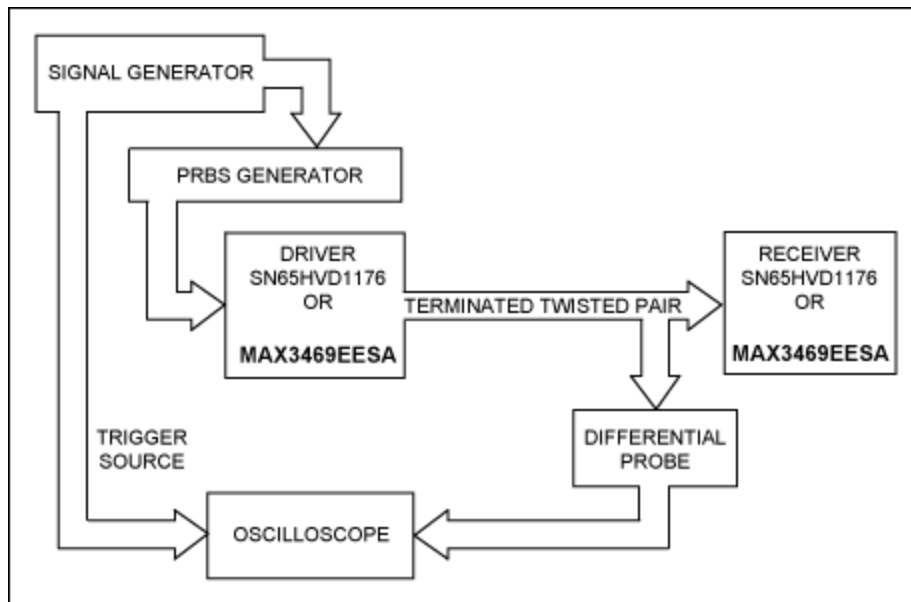 SIGNAL GENERATOR
PRBS GENERATOR
DRIVER
SN65HVD1176
OR
MAX3469EESA
TERMINATED TWISTED PAIR
RECEIVER
SN65HVD1176
OR
MAX3469EESA
TRIGGER
SOURCE
DIFFERENTIAL
PROBE
OSCILLOSCOPE